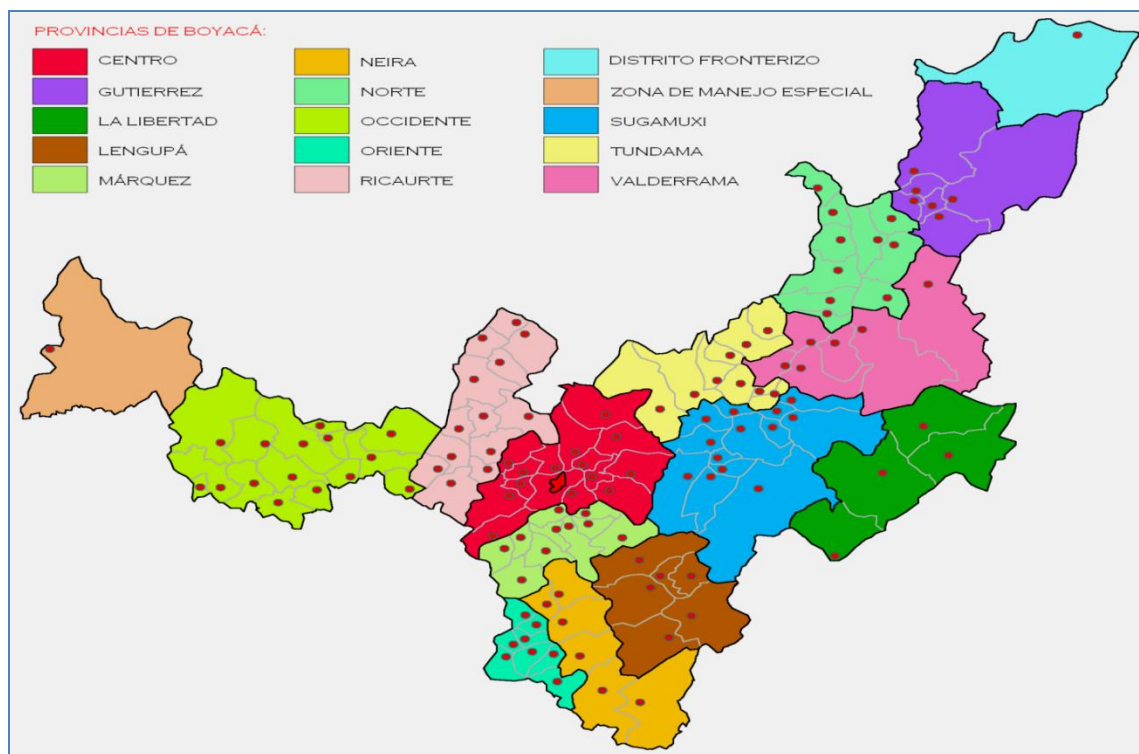 PROVINCIAS DE BOYACÁ:
CENTRO
GUTIERREZ
LA LIBERTAD
LENGUPÁ
MÁRQUEZ
NEIRA
NORTE
OCCIDENTE
ORIENTE
RICAURTE
DISTRITO FRONTERIZO
ZONA DE MANEJO ESPECIAL
SUGAMUXI
TUNDAMA
VALDERRAMA